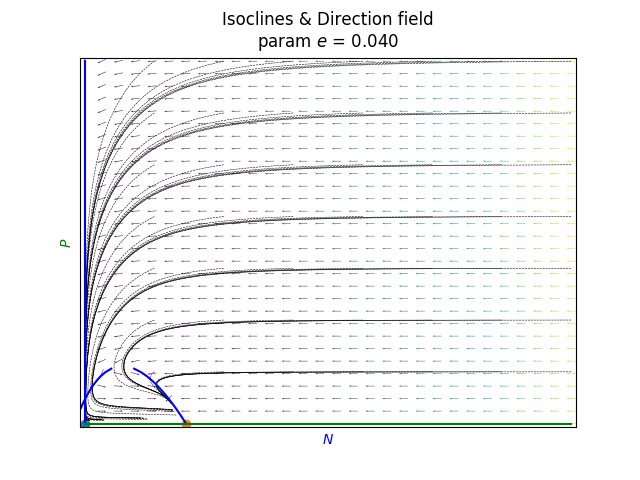 Isoclines & Direction field
param e = 0.040
P
N